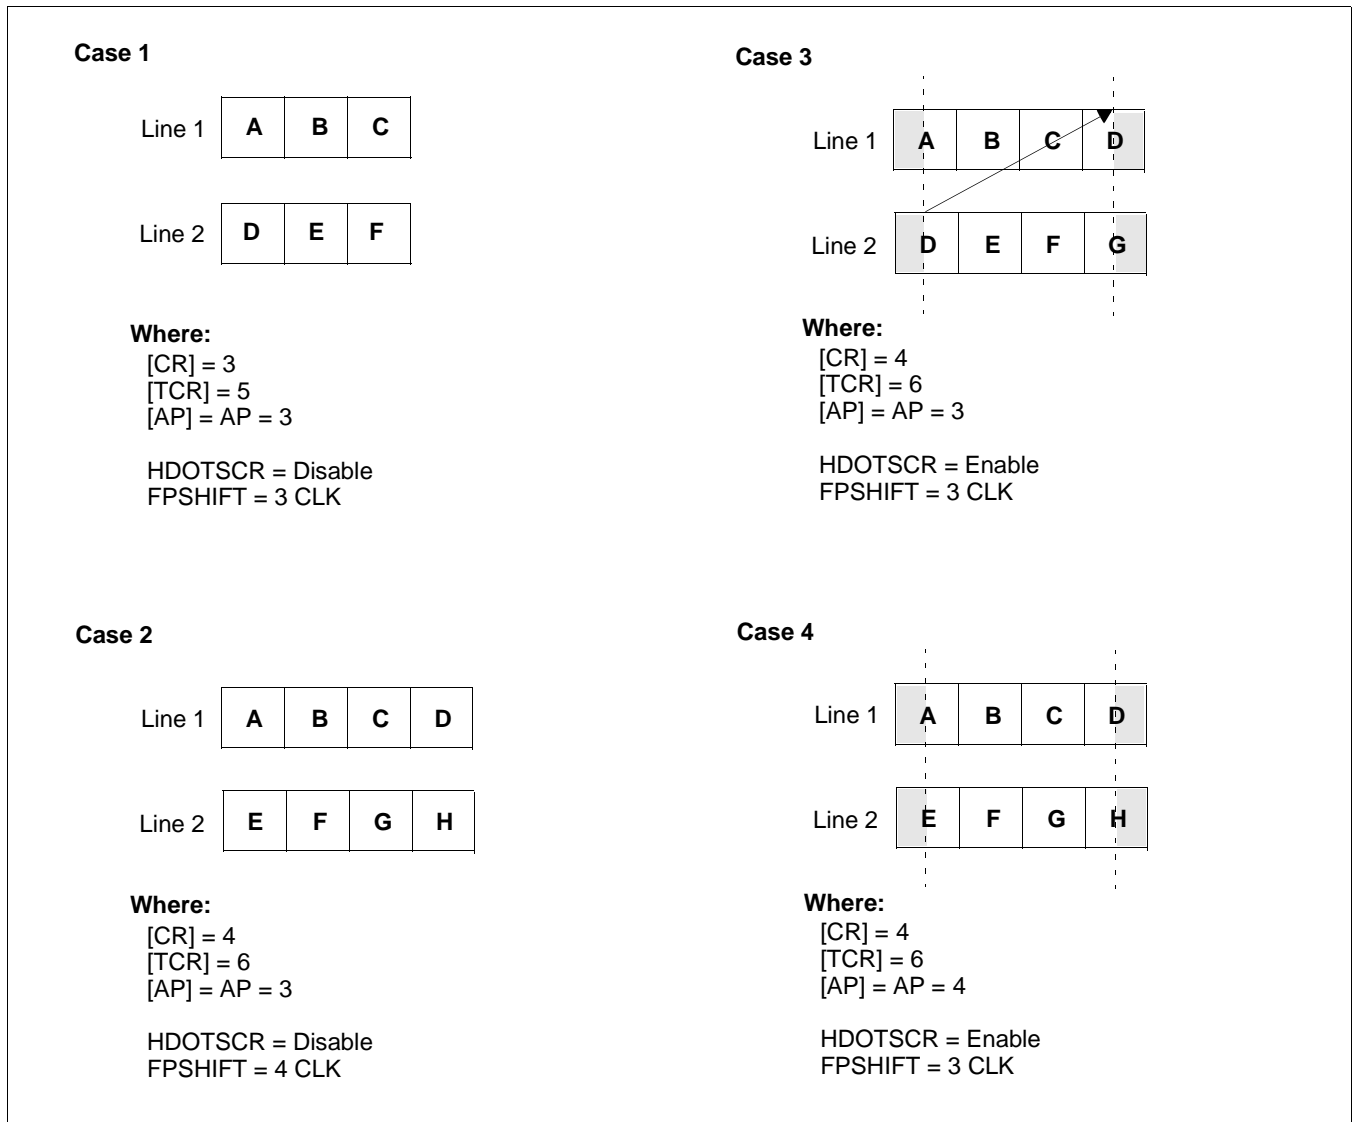 Case 1
Line 1 A B C
Line 2 D E F
Where:
[CR] = 3
[TCR] = 5
[AP] = AP = 3
HDOTSCR = Disable
FPSHIFT = 3 CLK
Case 3
Line 1 A B C D
Line 2 D E F G
Where:
[CR] = 4
[TCR] = 6
[AP] = AP = 3
HDOTSCR = Enable
FPSHIFT = 3 CLK
Case 2
Line 1 A B C D
Line 2 E F G H
Where:
[CR] = 4
[TCR] = 6
[AP] = AP = 3
HDOTSCR = Disable
FPSHIFT = 4 CLK
Case 4
Line 1 A B C D
Line 2 E F G H
Where:
[CR] = 4
[TCR] = 6
[AP] = AP = 4
HDOTSCR = Enable
FPSHIFT = 3 CLK